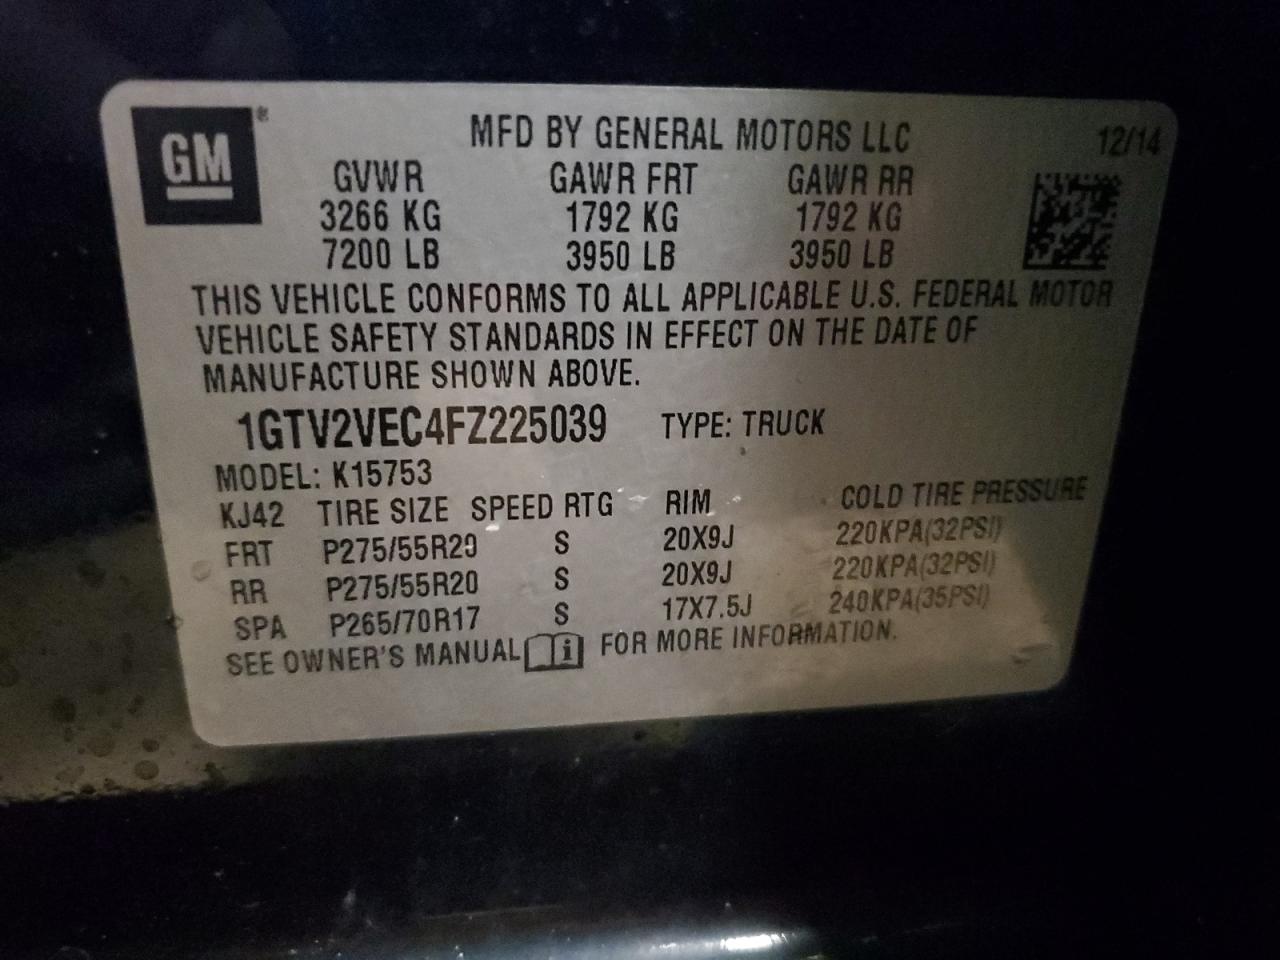 GM ®
MFD BY GENERAL MOTORS LLC 12/14
GVWR GAWR FRT GAWR RR
3266 KG 1792 KG 1792 KG
7200 LB 3950 LB 3950 LB
THIS VEHICLE CONFORMS TO ALL APPLICABLE U.S. FEDERAL MOTOR
VEHICLE SAFETY STANDARDS IN EFFECT ON THE DATE OF
MANUFACTURE SHOWN ABOVE.
1GTV2VEC4FZ225039 TYPE: TRUCK
MODEL: K15753
KJ42 TIRE SIZE SPEED RTG RIM COLD TIRE PRESSURE
FRT P275/55R20 S 20X9J 220KPA(32PSI)
RR P275/55R20 S 20X9J 220KPA(32PSI)
SPA P265/70R17 S 17X7.5J 240KPA(35PSI)
SEE OWNER'S MANUAL i FOR MORE INFORMATION.